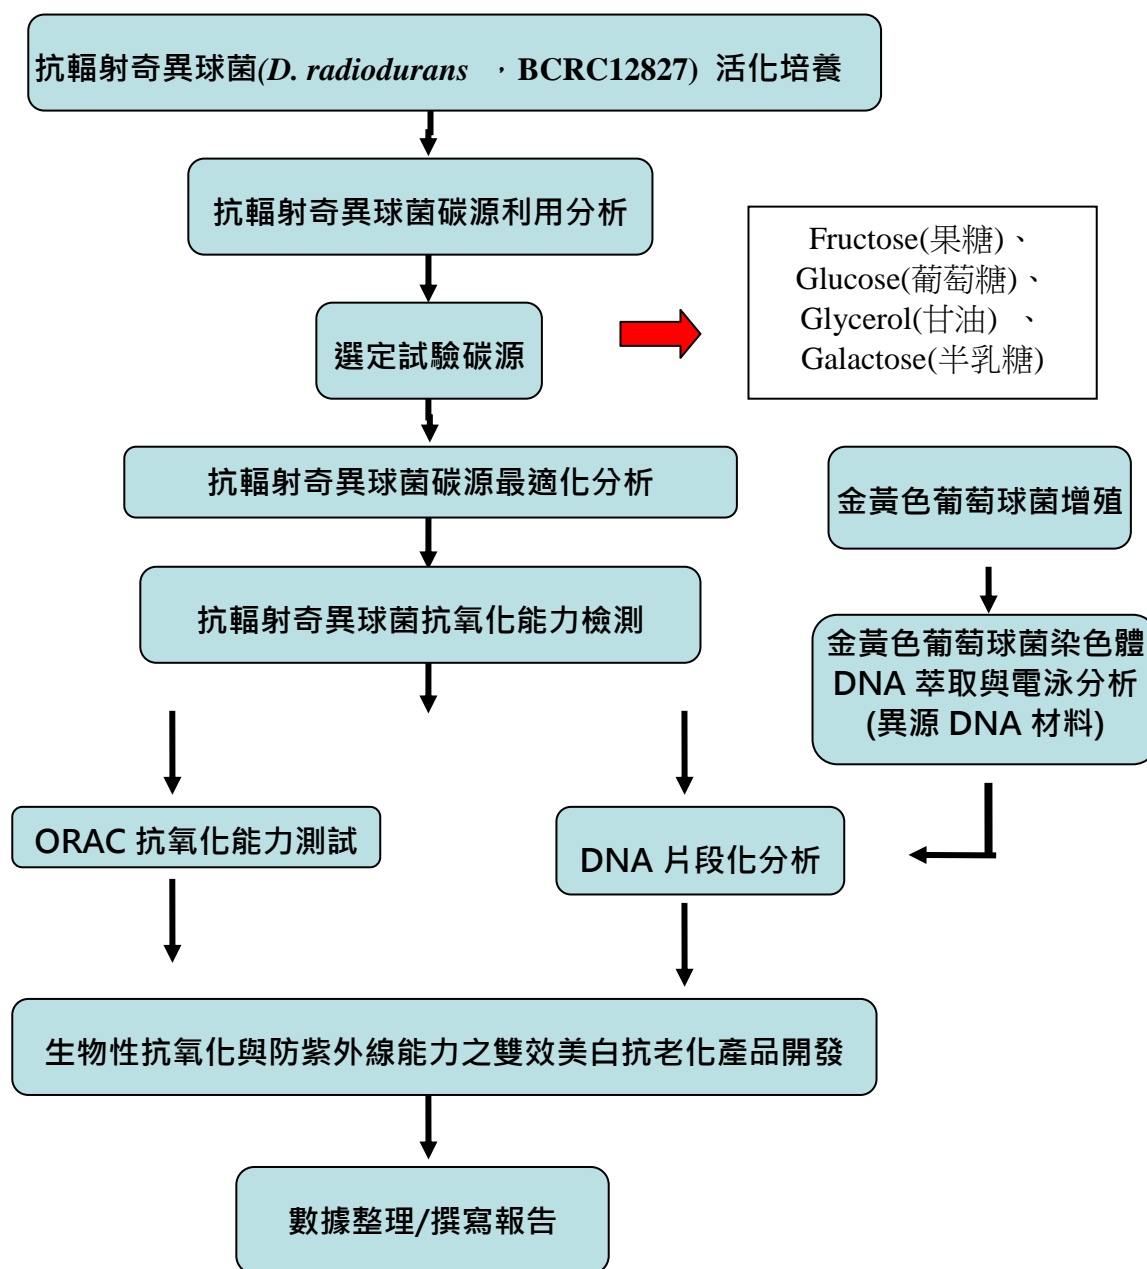 抗輻射奇異球菌(D. radiodurans ，BCRC12827) 活化培養
抗輻射奇異球菌碳源利用分析
Fructose(果糖)、
Glucose(葡萄糖)、
Glycerol(甘油) 、
Galactose(半乳糖)
選定試驗碳源
抗輻射奇異球菌碳源最適化分析
金黃色葡萄球菌增殖
抗輻射奇異球菌抗氧化能力檢測
金黃色葡萄球菌染色體
DNA 萃取與電泳分析
(異源 DNA 材料)
ORAC 抗氧化能力測試
DNA 片段化分析
生物性抗氧化與防紫外線能力之雙效美白抗老化產品開發
數據整理/撰寫報告